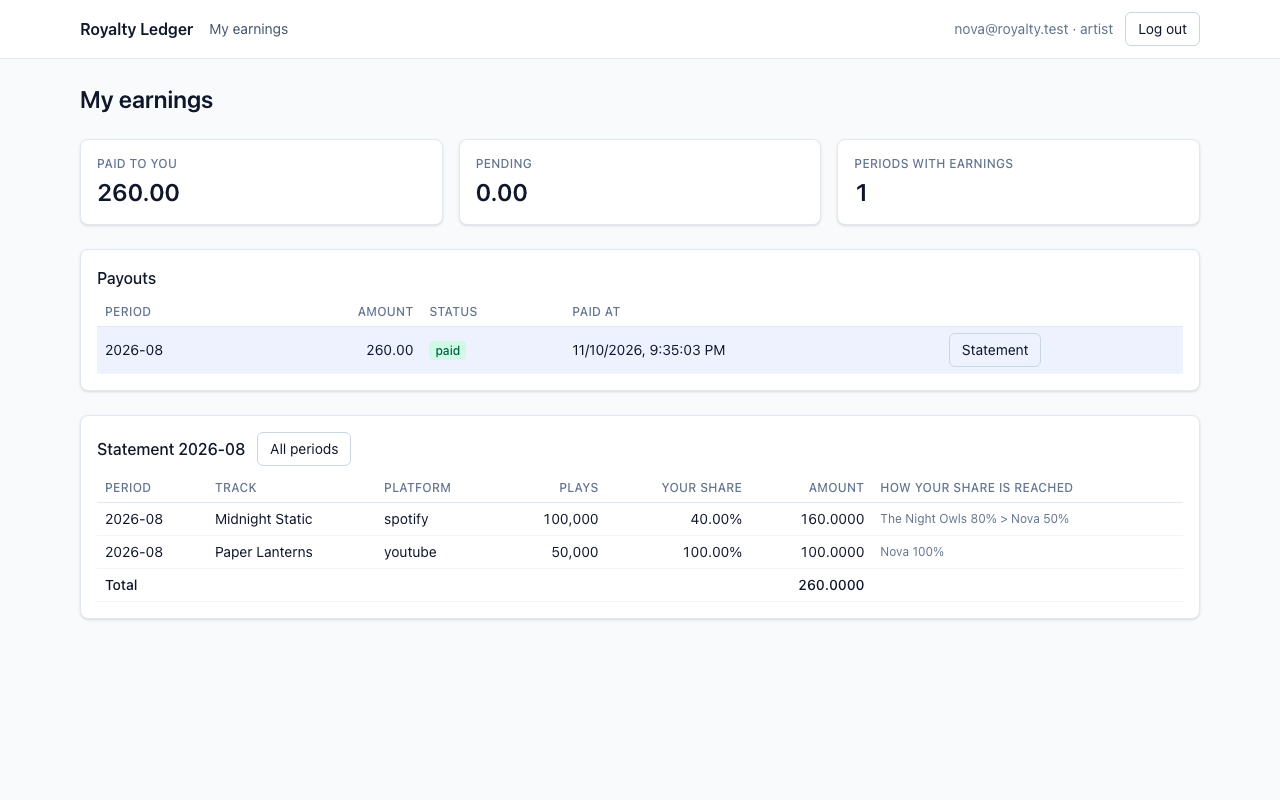 Royalty Ledger My earnings nova@royalty.test · artist Log out
My earnings
PAID TO YOU PENDING PERIODS WITH EARNINGS
260.00 0.00 1
Payouts
PERIOD AMOUNT STATUS PAID AT
2026-08 260.00 paid 11/10/2026, 9:35:03 PM Statement
Statement 2026-08 All periods
PERIOD TRACK PLATFORM PLAYS YOUR SHARE AMOUNT HOW YOUR SHARE IS REACHED
2026-08 Midnight Static spotify 100,000 40.00% 160.0000 The Night Owls 80% > Nova 50%
2026-08 Paper Lanterns youtube 50,000 100.00% 100.0000 Nova 100%
Total 260.0000